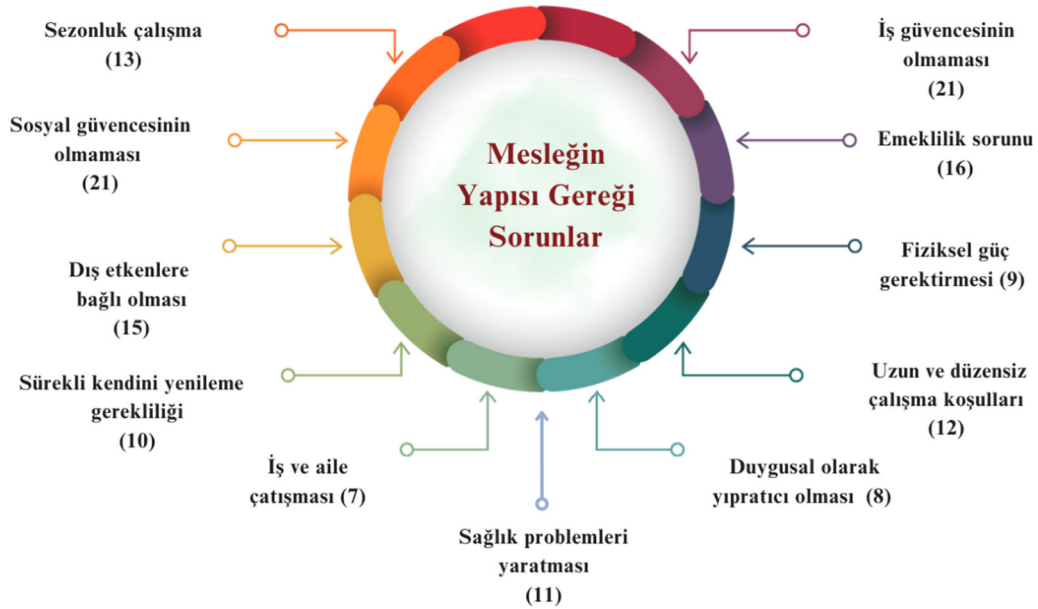 Mesleğin
Yapısı Gereği
Sorunlar
Sezonluk çalışma
(13)
Sosyal güvencesinin
olmaması
(21)
Dış etkenlere
bağlı olması
(15)
Sürekli kendini yenileme
gerekliliği
(10)
İş ve aile
çatışması (7)
Sağlık problemleri
yaratması
(11)
Duygusal olarak
yıpratıcı olması (8)
Uzun ve düzensiz
çalışma koşulları
(12)
Fiziksel güç
gerektirmesi (9)
Emeklilik sorunu
(16)
İş güvencesinin
olmaması
(21)